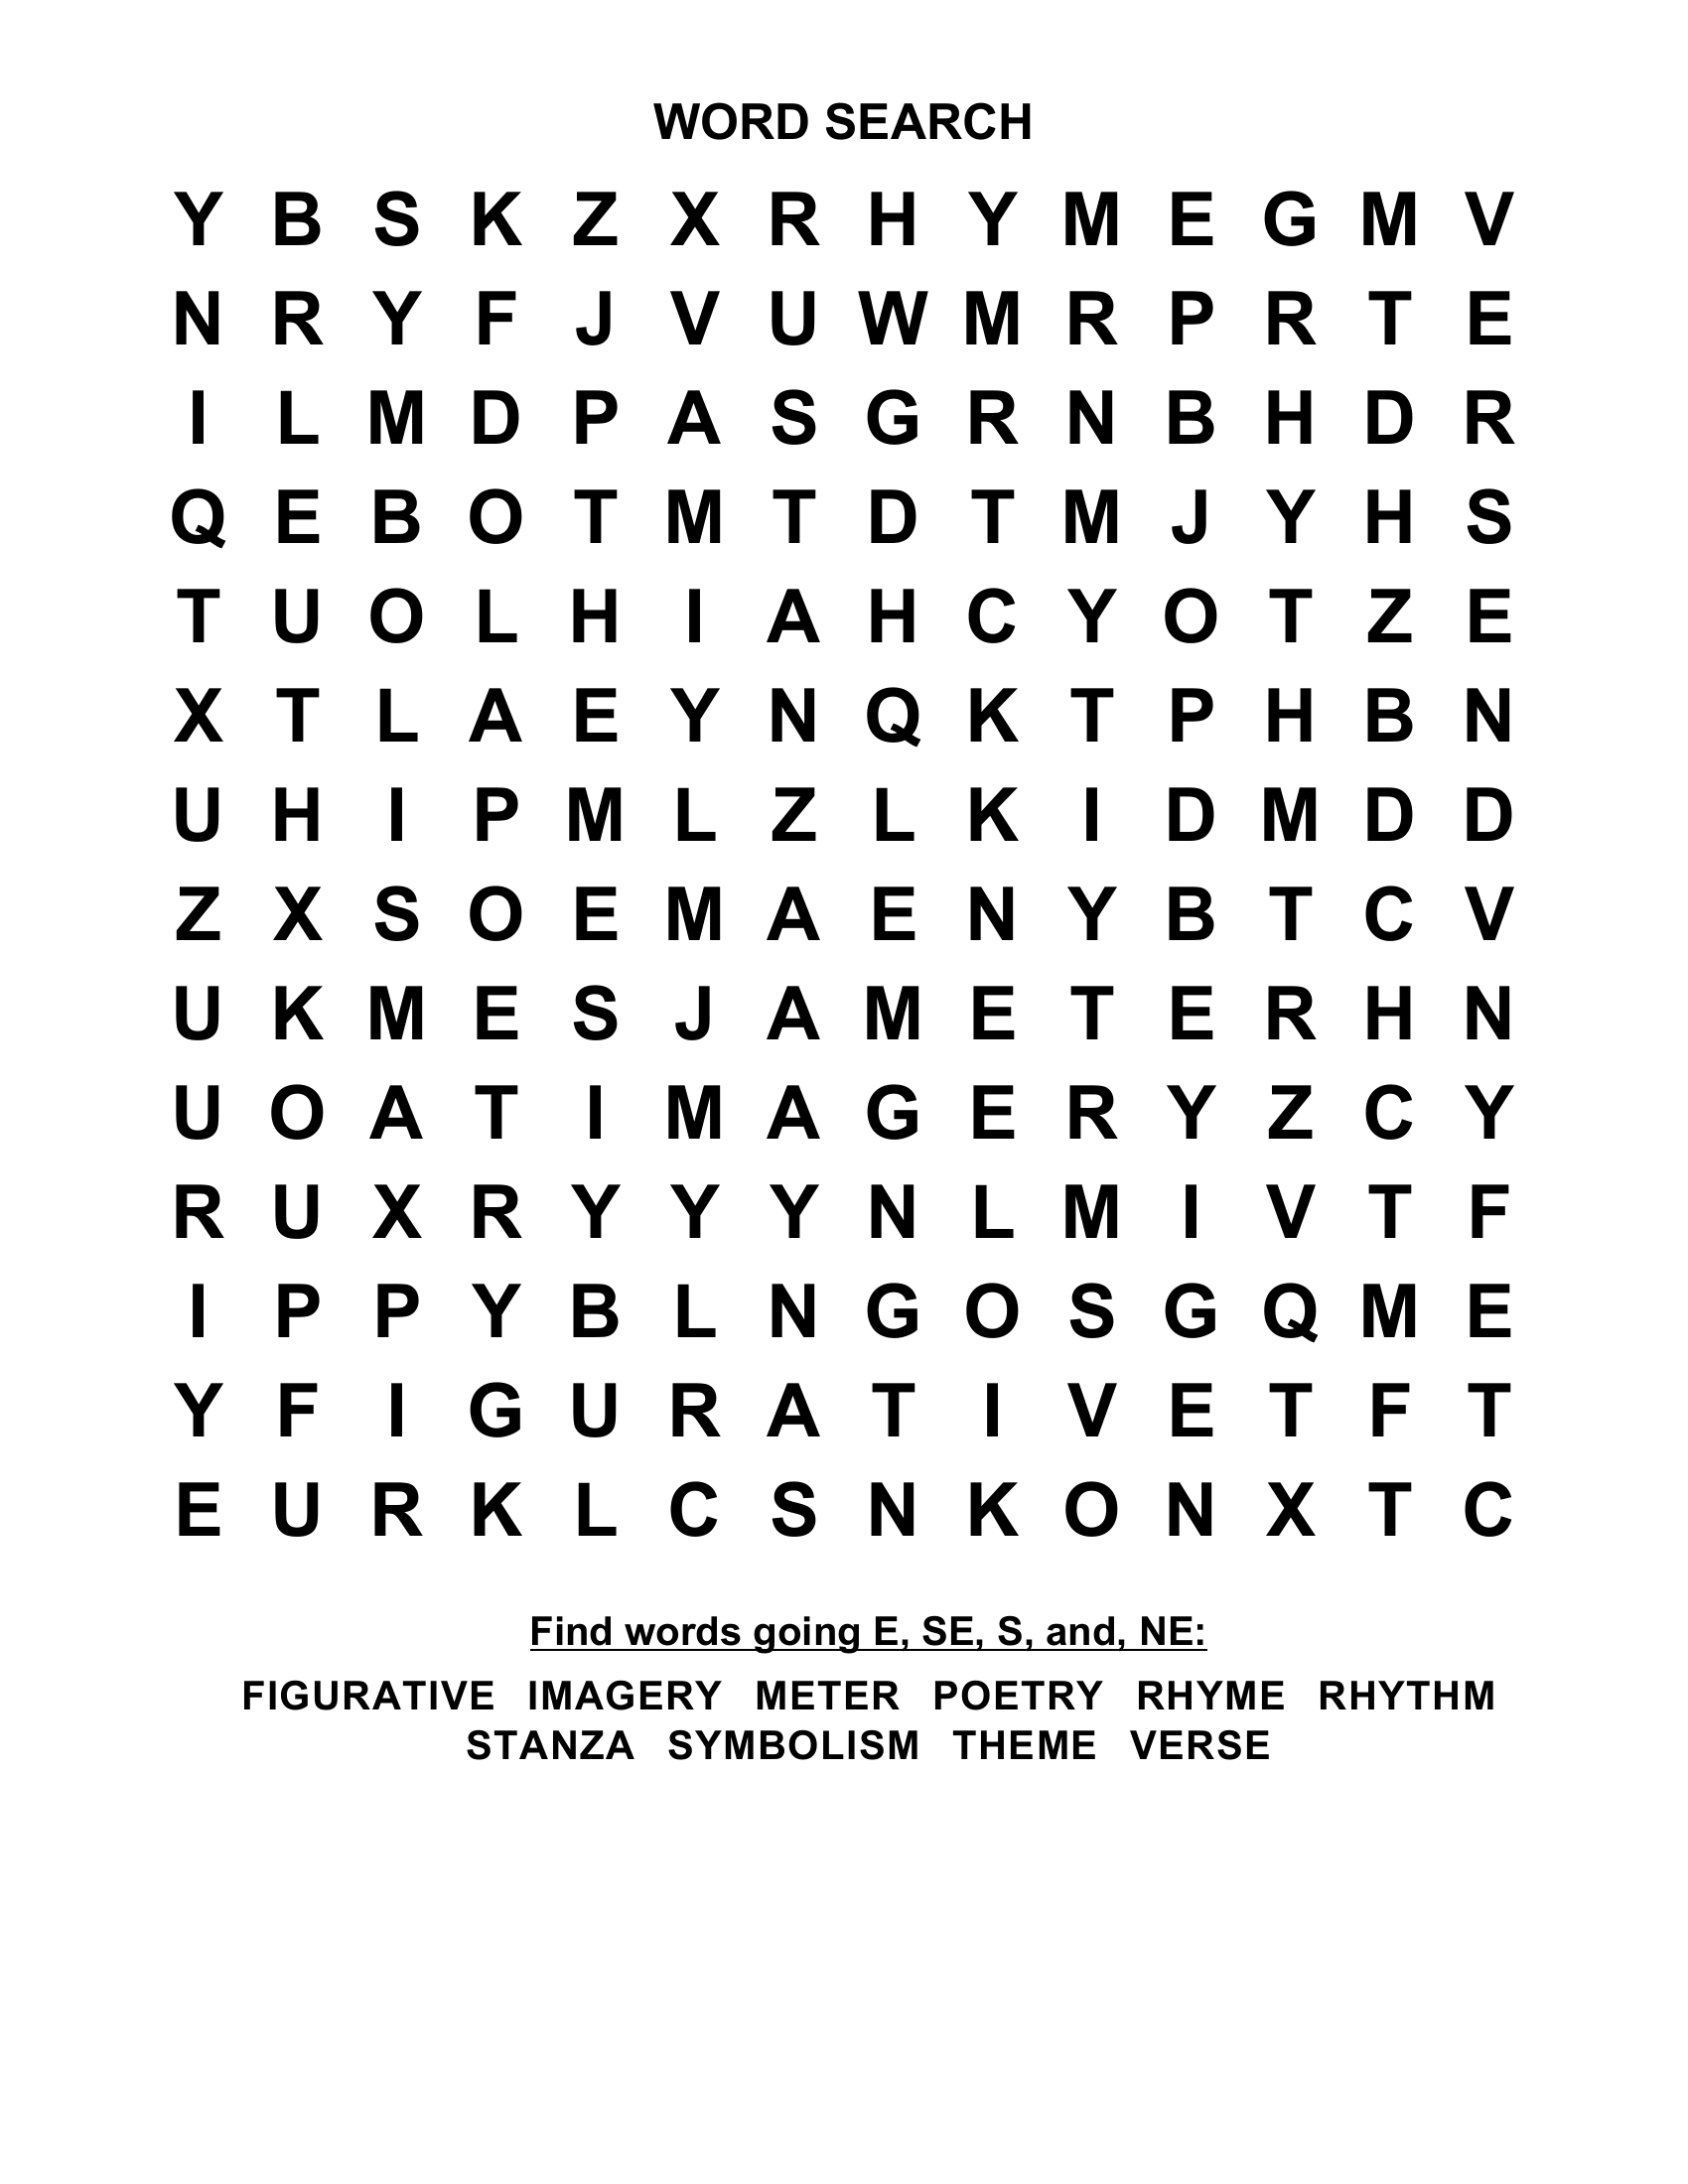 WORD SEARCH
Y B S K Z X R H Y M E G M V
N R Y F J V U W M R P R T E
I L M D P A S G R N B H D R
Q E B O T M T D T M J Y H S
T U O L H I A H C Y O T Z E
X T L A E Y N Q K T P H B N
U H I P M L Z L K I D M D D
Z X S O E M A E N Y B T C V
U K M E S J A M E T E R H N
U O A T I M A G E R Y Z C Y
R U X R Y Y Y N L M I V T F
I P P Y B L N G O S G Q M E
Y F I G U R A T I V E T F T
E U R K L C S N K O N X T C
Find words going E, SE, S, and, NE:
FIGURATIVE IMAGERY METER POETRY RHYME RHYTHM
STANZA SYMBOLISM THEME VERSE